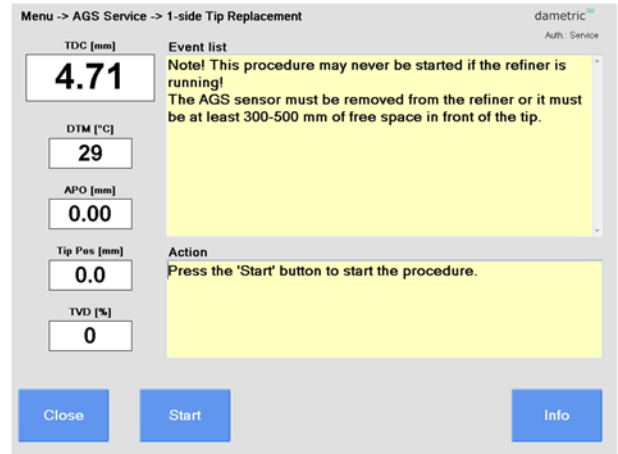 Menu -> AGS Service -> 1-side Tip Replacement
dametric
Auth.: Service
TDC [mm]
4.71
DTM [°C]
29
APO [mm]
0.00
Tip Pos [mm]
0.0
TVD [%]
0
Event list
Note! This procedure may never be started if the refiner is
running!
The AGS sensor must be removed from the refiner or it must
be at least 300-500 mm of free space in front of the tip.
Action
Press the 'Start' button to start the procedure.
Close
Start
Info